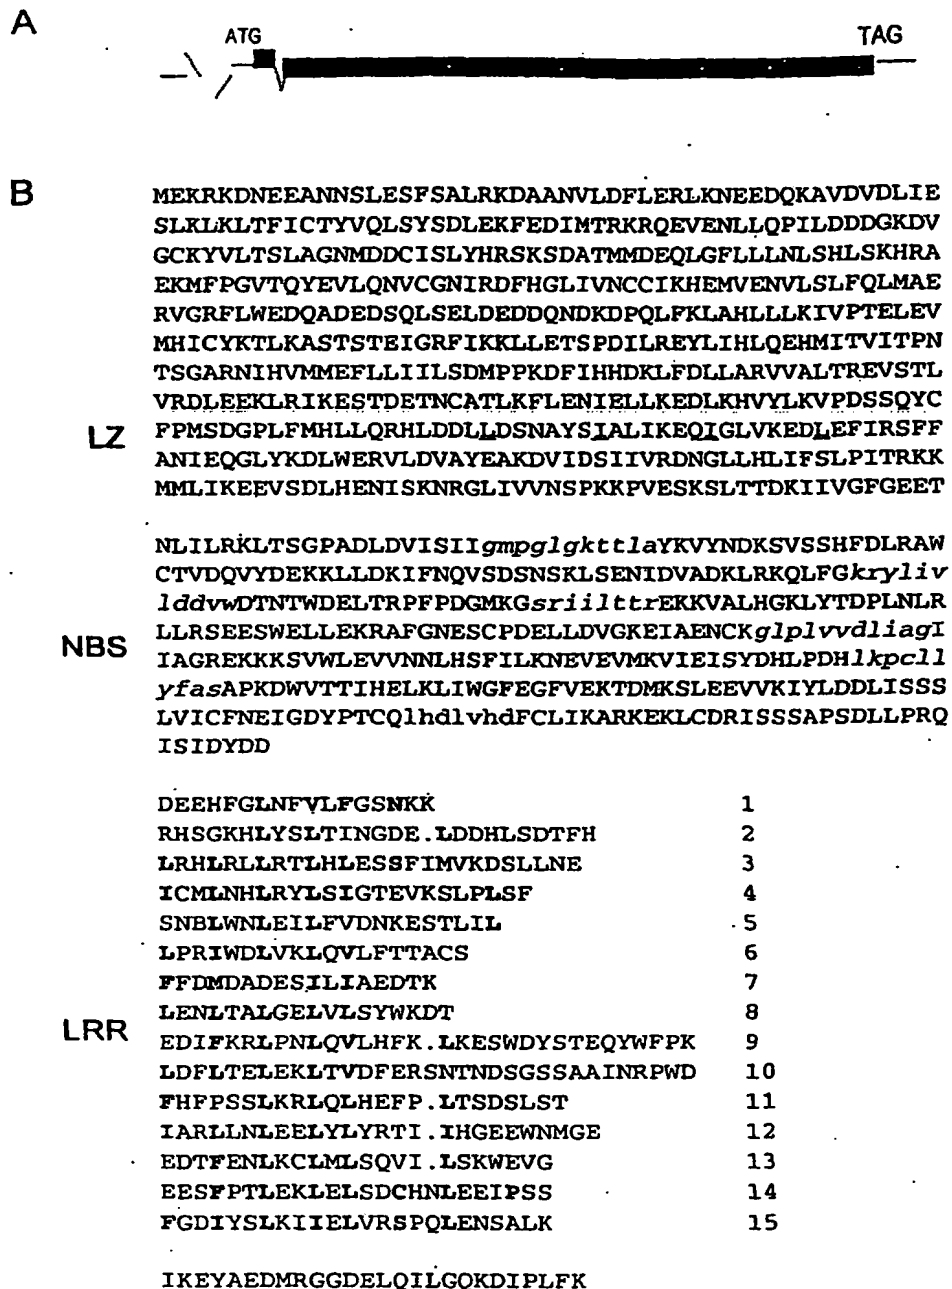 A
ATG TAG
B
MEKRKDNEEANNSLESFSALRKDAANVLDFLERLKNEEDQKAVDVDLIE
SLKLKLTFICTYVQLSYSDLEKFEDIMTRKRQEVENLLQPILDDDGKDV
GCKYVLTSLAGNMDDCISLYHRSKSDATMMDEQLGFLLLNLSHLSKHRA
EKMFPGVTQYEVLQNVCGNIRDFHGLIVNCCIKHEMVENVLSLFQLMAE
RVGRFLWEDQADEDSQLSELDEDDQNDKDPQLFKLAHLLLKIVPTELEV
MHICYKTLKASTSTEIGRFIKKLLETSPDILREYLIHLQEHMITVITPN
TSGARNIHVMMEFLLIILSDMPPKDFIHHDKLFDLLARVVALTREVSTL
VRDLEEKLRIKESTDETNCATLKFLENIELLKEDLKHVYLKVPDSSQYC
LZ FPMSDGPLFMHLLQRHLDDLLDSNAYSIALIKEQIGLVKEDLEFIRSFF
ANIEQGLYKDLWERVLDVAYEAKDVIDSIIVRDNGLLHLIFSLPITRKK
MMLIKEEVSDLHENISKNRGLIVVNSPKKPVESKSLTTDKIIVGFGEET
NLILRKLTSGPADLDVISIIgmpglgkttlaYKVYNDKSVSSHFDLRAW
CTVDQVYDEKKLLDKIFNQVSDSNSKLSENIDVADKLRKQLFGkryliv
lddvwDTNTWDELTRPFPDGMKGsriilttrEKKVALHGKLYTDPLNLR
NBS LLRSEESWELLEKRAFGNESCPDELLDVGKEIAENCKglplvvdliagI
IAGREKKKSVWLEVVNNLHSFILKNEVEVMKVIEISYDHLPDHlkpcll
yfasAPKDWVTTIHELKLIWGFEGFVEKTDMKSLEEVVKIYLDDLISSS
LVICFNEIGDYPTCQlhdlvhdFCLIKARKEKLCDRISSSAPSDLLPRQ
ISIDYDD
DEEHFGLNFVLFGSNKK 1
RHSGKHLYSLTINGDE.LDDHLSDTFH 2
LRHLRLLRTLHLESSFIMVKDSLLNE 3
ICMLNHLRYLSIGTEVKSLPLSF 4
SNBLWNLEILFVDNKESTLIL 5
LPRIWDLVKLQVLFTTACS 6
FFDMDADESILIAEDTK 7
LENLTALGELVLSYWKDT 8
LRR
EDIFKRLPNLQVLHFK.LKESWDYSTEQYWFPK 9
LDFLTELEKLTVDFERSNTNDSGSSAAINRPWD 10
FHFPSSLKRLQLHEFP.LTSDSLST 11
IARLLNLEELYLYRTI.IHGEEWNMGE 12
EDTFENLKCLMLSQVI.LSKWEVG 13
EESFPTLEKLELSDCHNLEEIPSS 14
FGDIYSLKIIELVRSPQLENSALK 15
IKEYAEDMRGGDELQILGQKDIPLFK